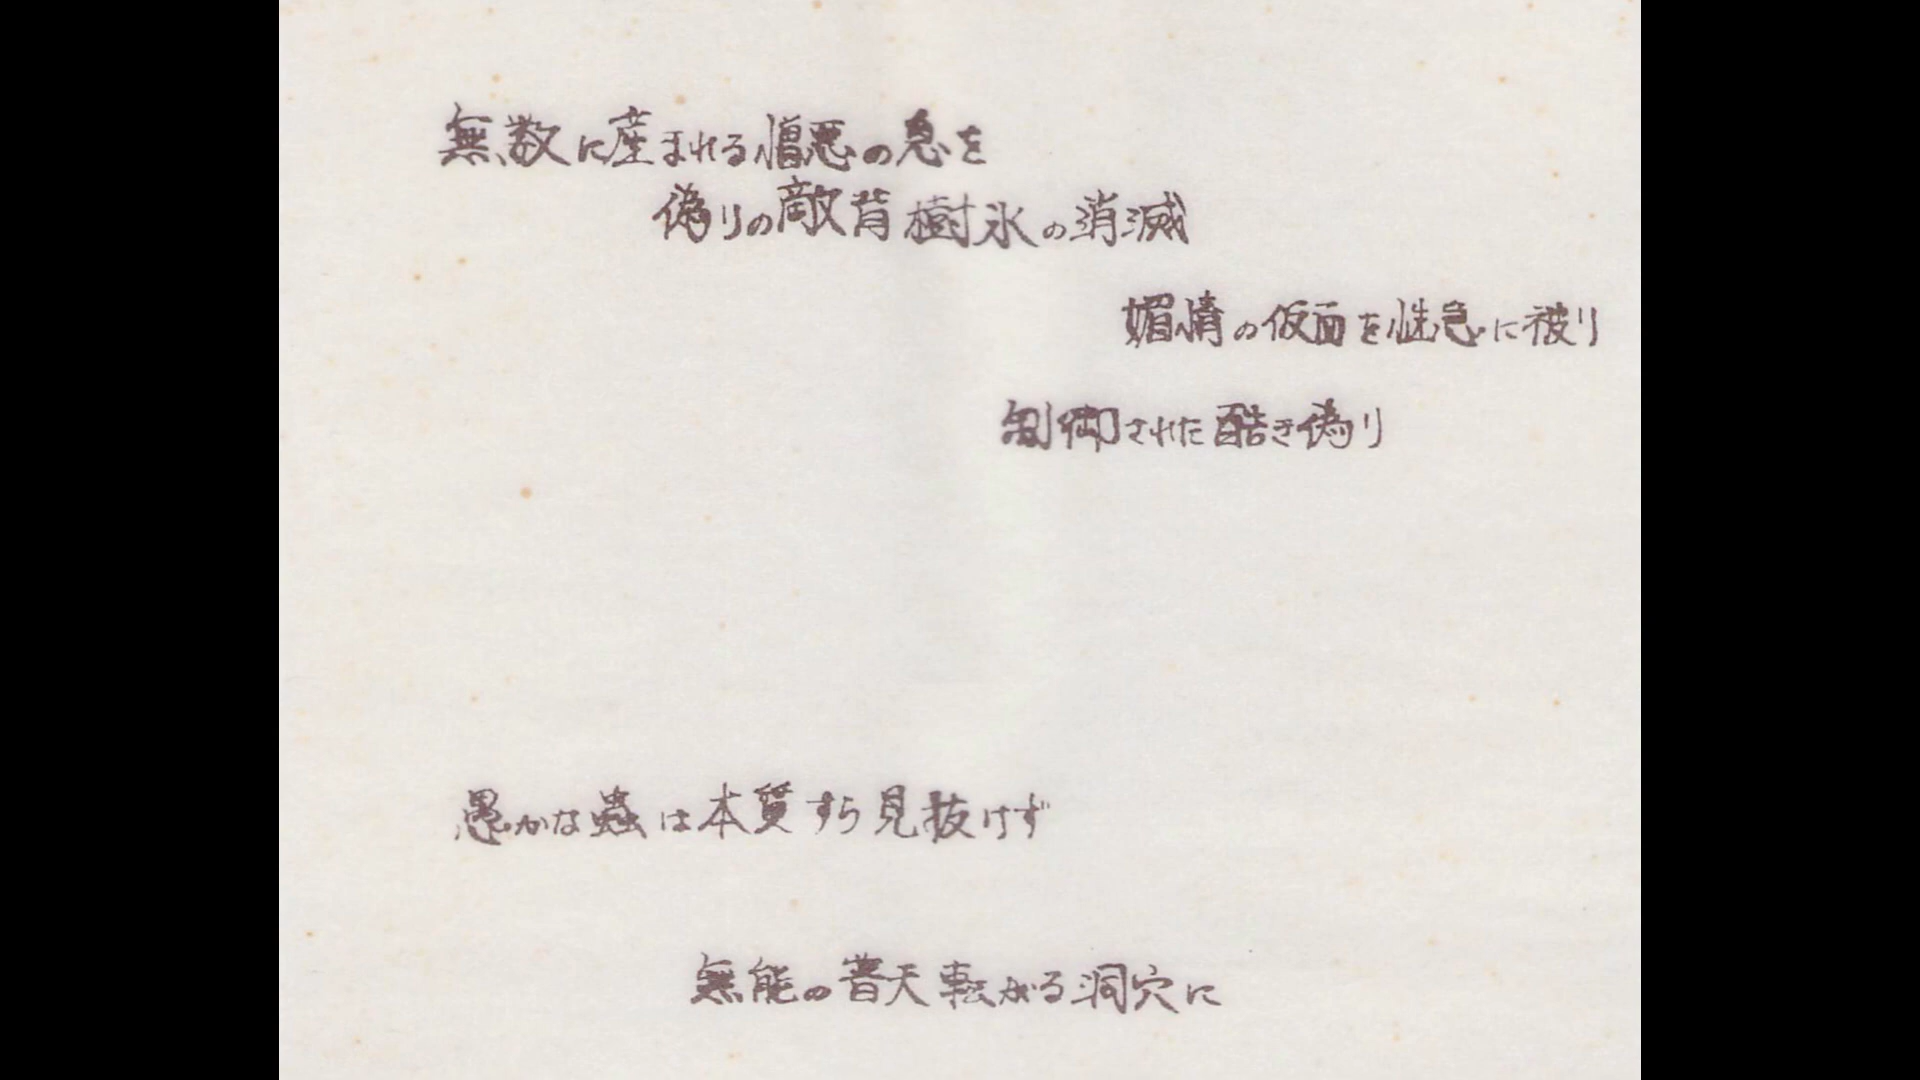 無数に産まれる憎悪の急を
偽りの敵背樹氷の消滅
媚情の仮面を性急に被り
制御された酷き偽り
愚かな蟲は本質すら見抜けず
無能の普天転がる洞穴に